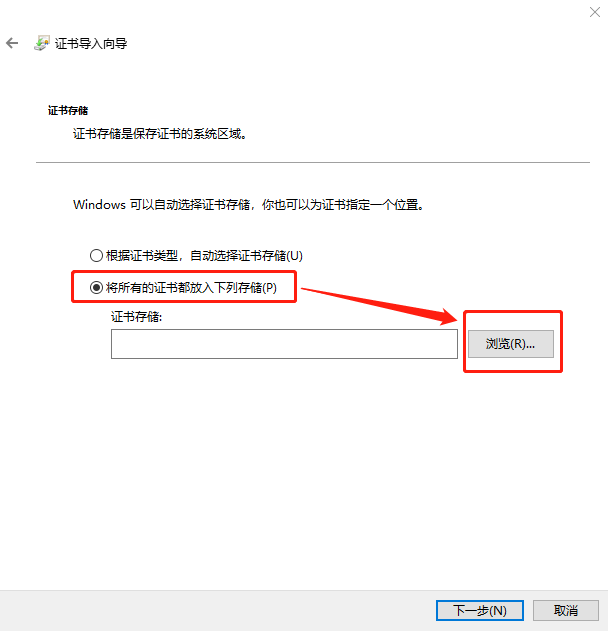 证书导入向导
证书存储
证书存储是保存证书的系统区域。
Windows 可以自动选择证书存储，你也可以为证书指定一个位置。
根据证书类型，自动选择证书存储(U)
将所有的证书都放入下列存储(P)
证书存储:
浏览(R)...
下一步(N)
取消